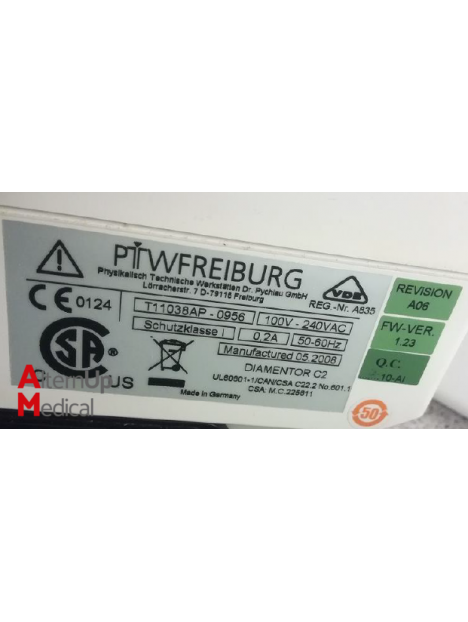 PTWFREIBURG
Physikalisch Technische Werkstätten Dr. Pychlau GmbH
Lörracherstr. 7 D-79115 Freiburg
VDE
REG.-Nr. A835
CE 0124
T11038AP - 0956
100V - 240VAC
Schutzklasse I
0.2A
50-60Hz
Manufactured 05.2008
DIAMENTOR C2
UL60601-1/CAN/CSA C22.2 No.601.1
CSA. M.C.225611
Made in Germany
US
REVISION
A06
FW-VER.
1.23
Q.C.
50
AltemUp
Medical